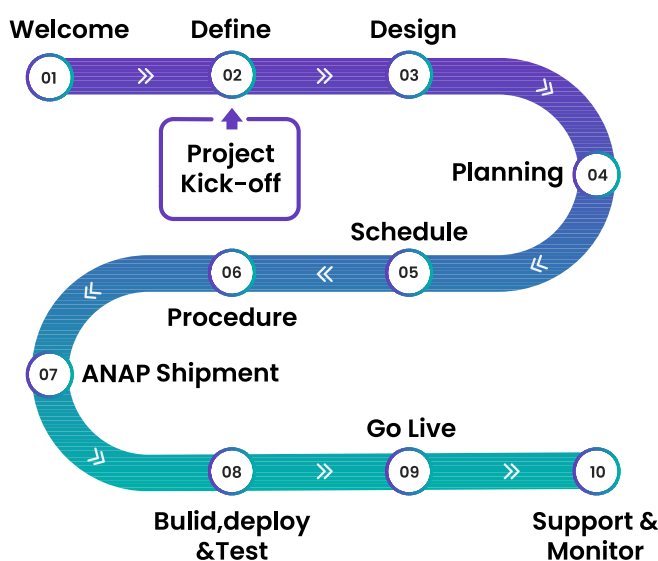 Welcome
Define
Design
01
02
03
Project
Kick-off
Planning
04
Schedule
06
05
Procedure
07
ANAP Shipment
Go Live
08
09
10
Bulid,deploy
&Test
Support &
Monitor